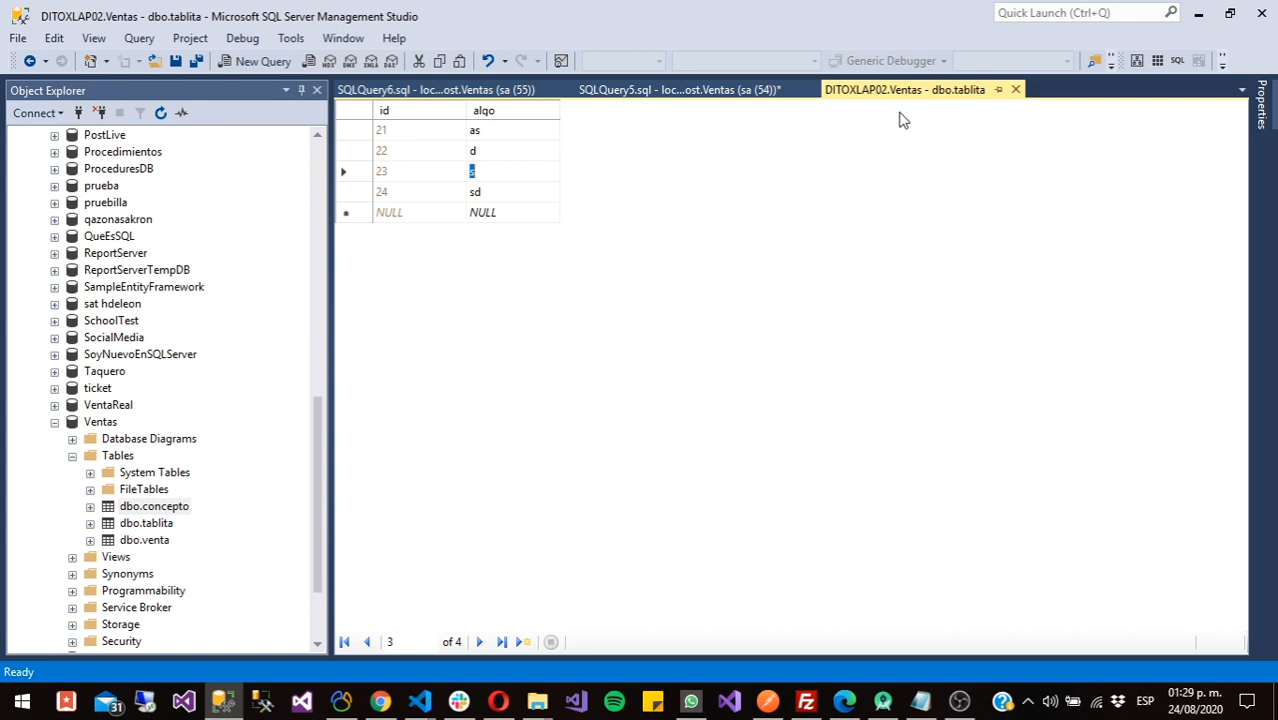 DITOXLAP02.Ventas - dbo.tablita - Microsoft SQL Server Management Studio
Quick Launch (Ctrl+Q)
File Edit View Query Project Debug Tools Window Help
New Query
Generic Debugger
Object Explorer
SQLQuery6.sql - loc...ost.Ventas (sa (55))
SQLQuery5.sql - loc...ost.Ventas (sa (54))*
DITOXLAP02.Ventas - dbo.tablita
Properties
Connect
PostLive
Procedimientos
ProceduresDB
prueba
pruebilla
qazonasakron
QueEsSQL
ReportServer
ReportServerTempDB
SampleEntityFramework
sat hdeleon
SchoolTest
SocialMedia
SoyNuevoEnSQLServer
Taquero
ticket
VentaReal
Ventas
Database Diagrams
Tables
System Tables
FileTables
dbo.concepto
dbo.tablita
dbo.venta
Views
Synonyms
Programmability
Service Broker
Storage
Security
id algo
21 as
22 d
23 s
24 sd
NULL NULL
3 of 4
Ready
31
ESP
01:29 p. m.
24/08/2020